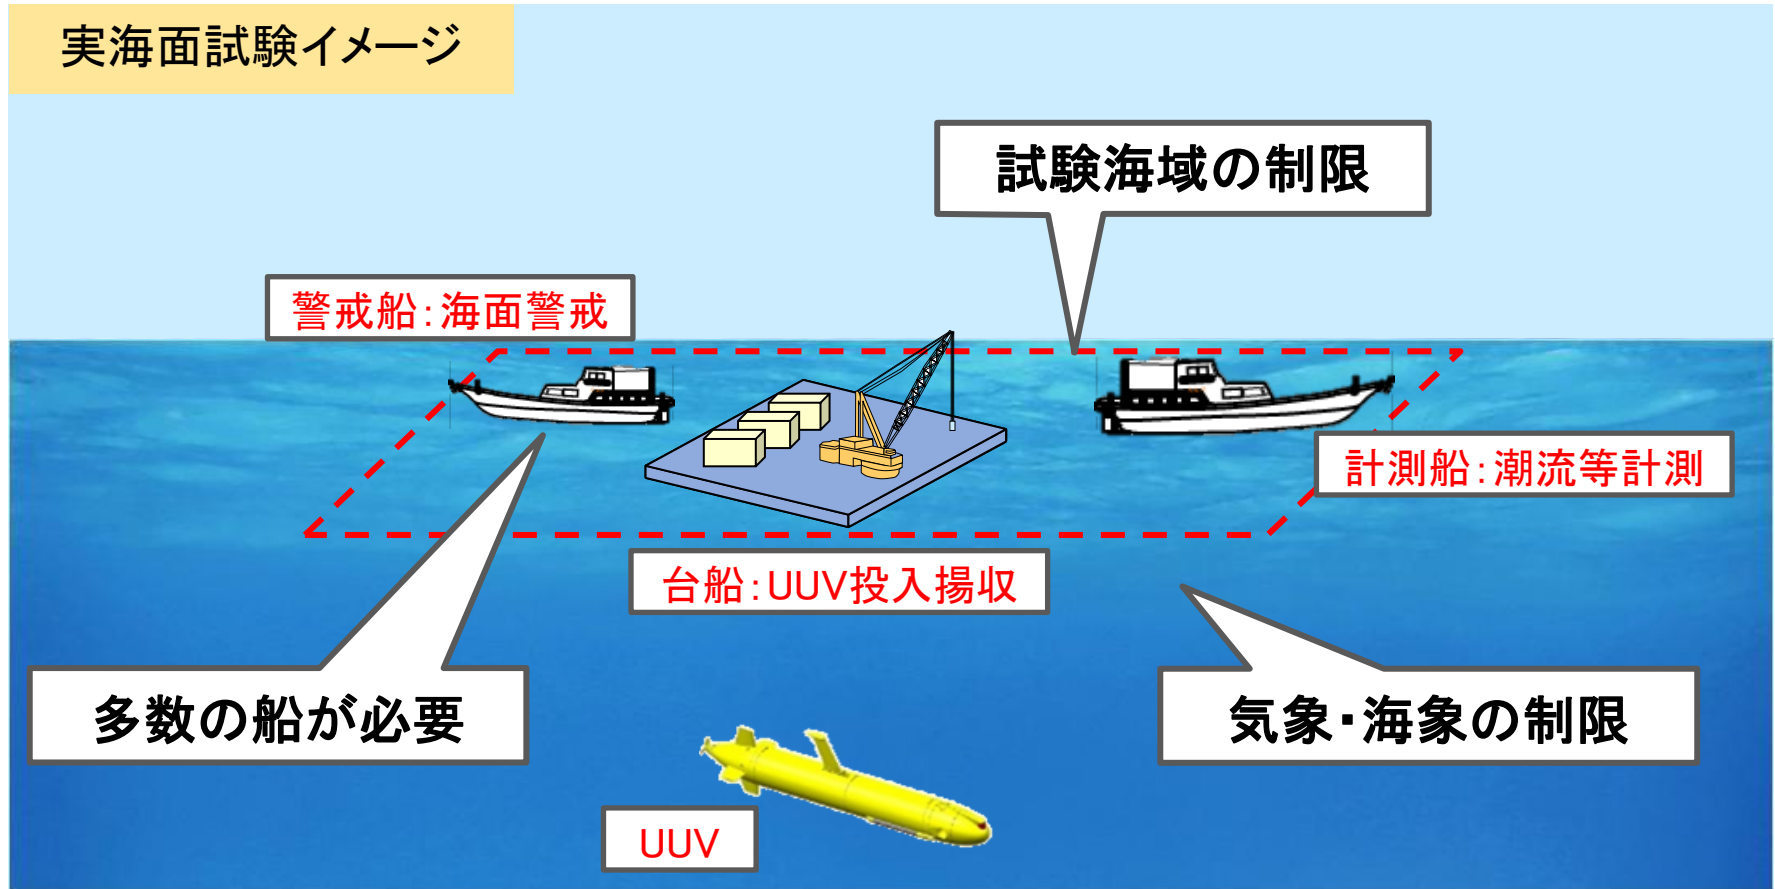 実海面試験イメージ
試験海域の制限
警戒船：海面警戒
計測船：潮流等計測
台船：UUV投入揚収
多数の船が必要
気象・海象の制限
UUV